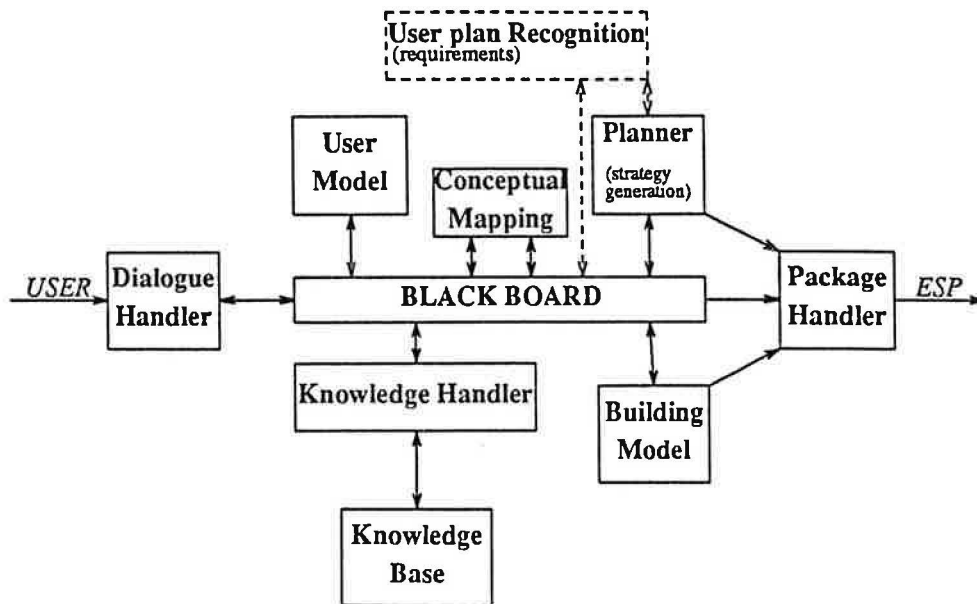 User plan Recognition
(requirements)
User
Model
Conceptual
Mapping
Planner
(strategy
generation)
USER
Dialogue
Handler
BLACK BOARD
Package
Handler
ESP
Knowledge Handler
Building
Model
Knowledge
Base